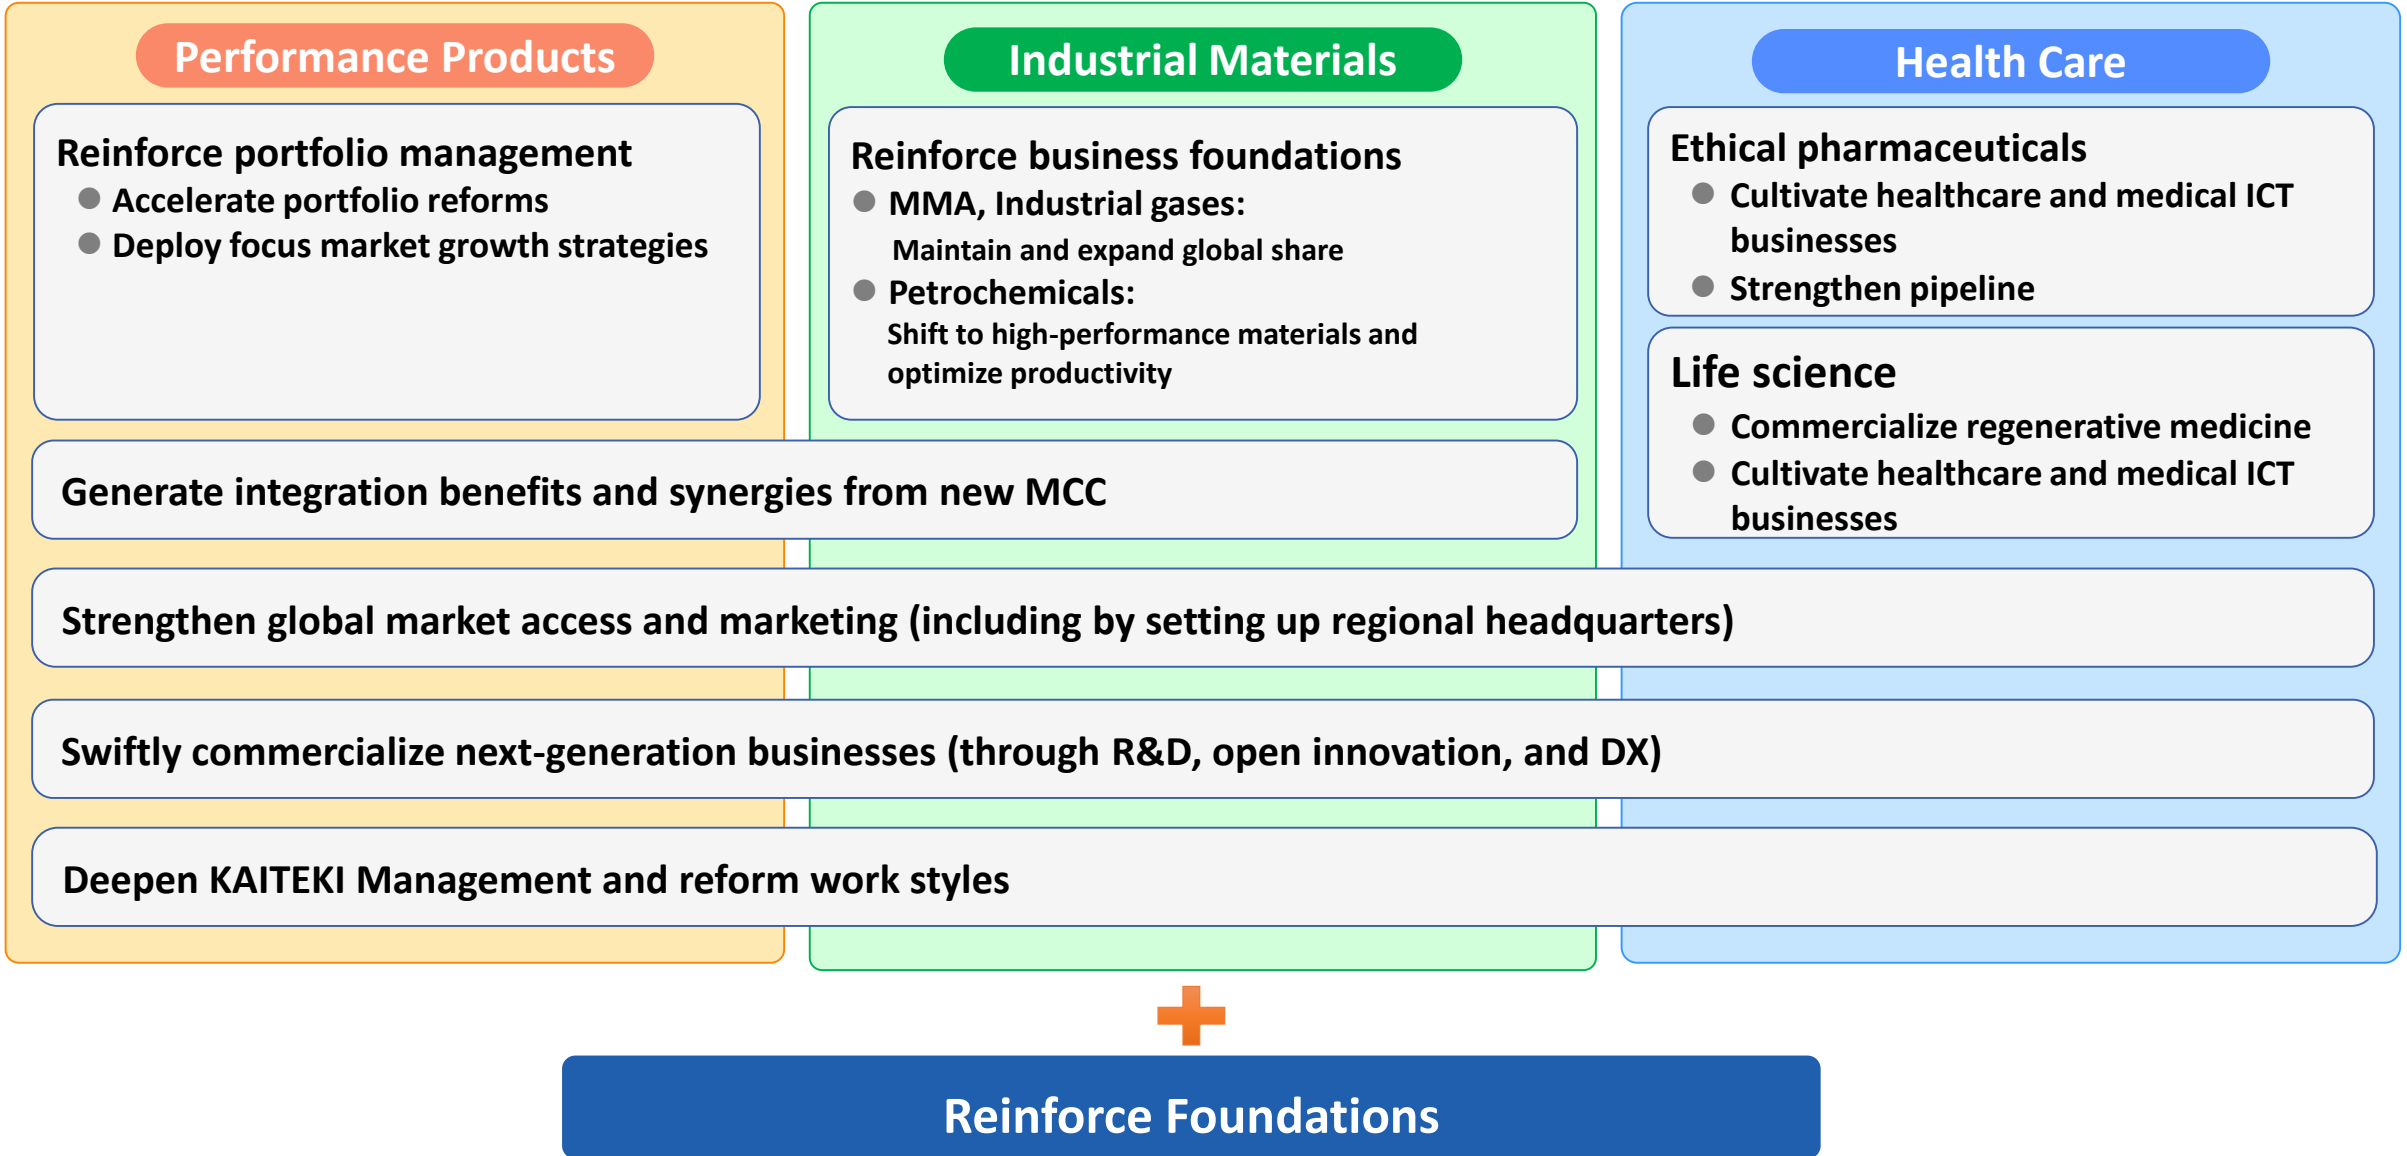 Performance Products
Reinforce portfolio management
Accelerate portfolio reforms
Deploy focus market growth strategies
Industrial Materials
Reinforce business foundations
MMA, Industrial gases:
Maintain and expand global share
Petrochemicals:
Shift to high-performance materials and
optimize productivity
Health Care
Ethical pharmaceuticals
Cultivate healthcare and medical ICT
businesses
Strengthen pipeline
Life science
Commercialize regenerative medicine
Cultivate healthcare and medical ICT
businesses
Generate integration benefits and synergies from new MCC
Strengthen global market access and marketing (including by setting up regional headquarters)
Swiftly commercialize next-generation businesses (through R&D, open innovation, and DX)
Deepen KAITEKI Management and reform work styles
Reinforce Foundations